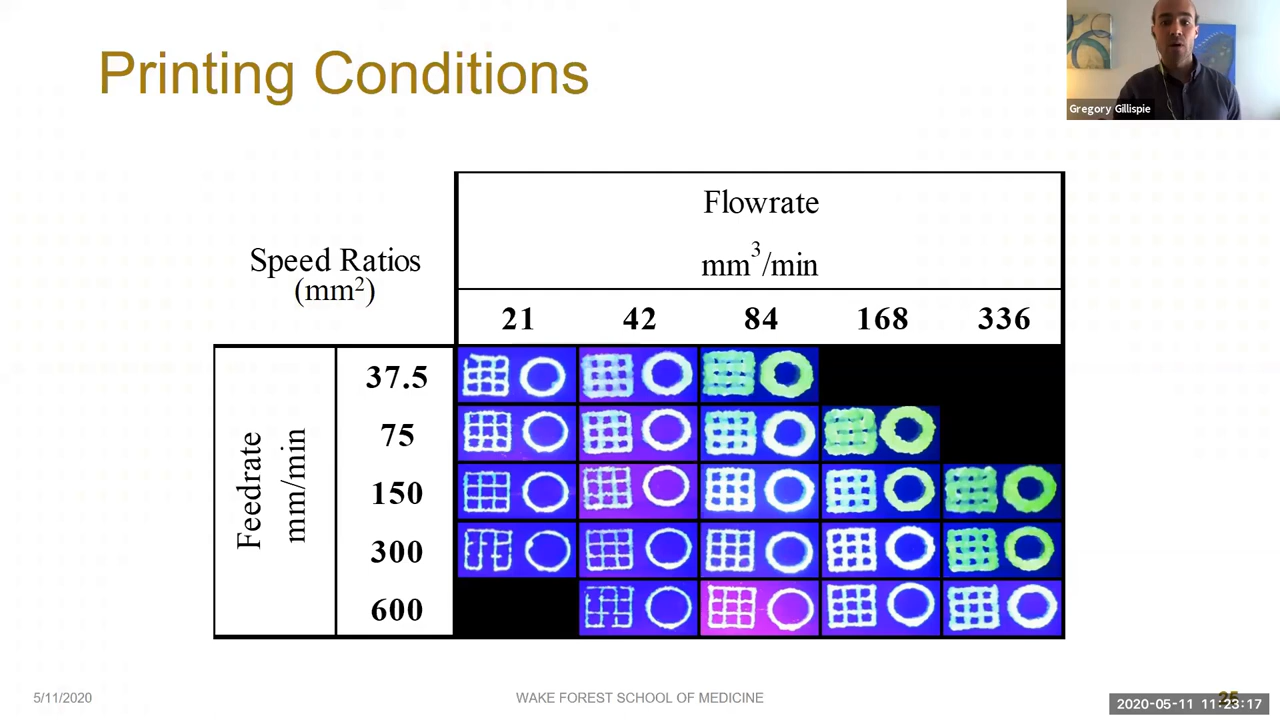 Printing Conditions
Gregory Gillispie
Speed Ratios
(mm²)
Flowrate
mm³/min
21 42 84 168 336
Feedrate
mm/min
37.5
75
150
300
600
5/11/2020
WAKE FOREST SCHOOL OF MEDICINE
25
2020-05-11 11:23:17